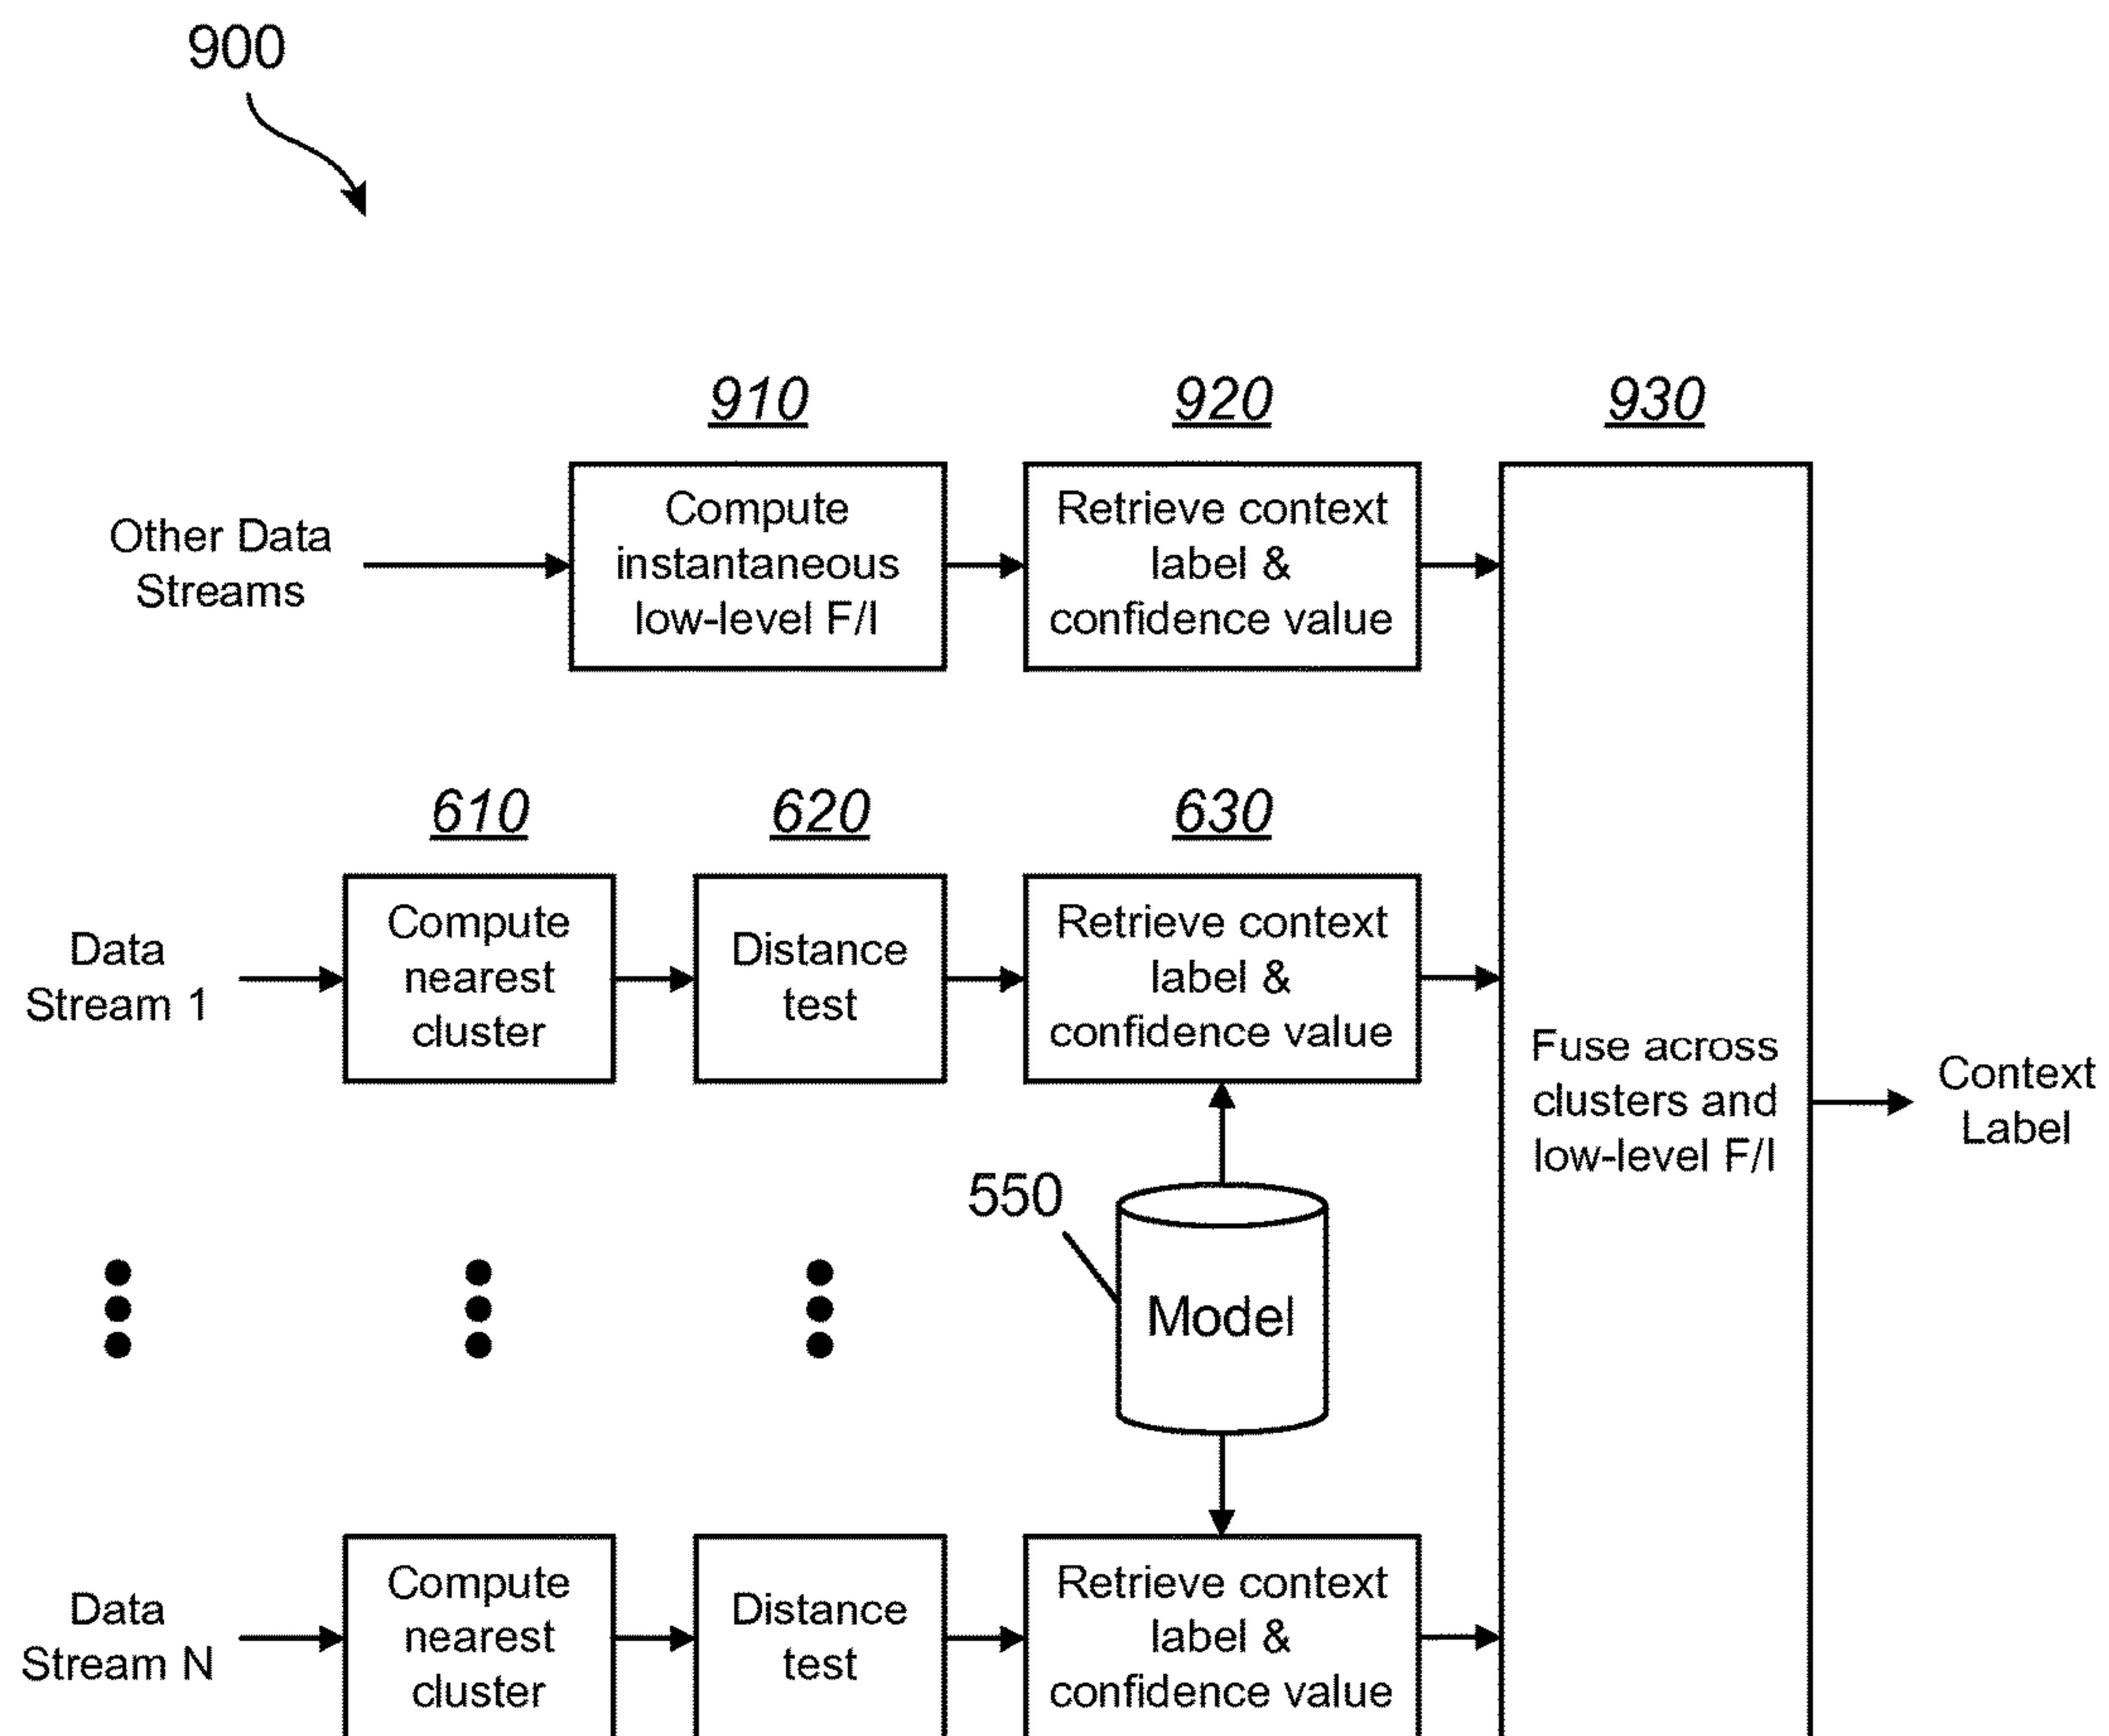 900
910
920
930
Other Data
Streams
Compute
instantaneous
low-level F/I
Retrieve context
label &
confidence value
610
620
630
Data
Stream 1
Compute
nearest
cluster
Distance
test
Retrieve context
label &
confidence value
Fuse across
clusters and
low-level F/I
Context
Label
550
Model
Data
Stream N
Compute
nearest
cluster
Distance
test
Retrieve context
label &
confidence value